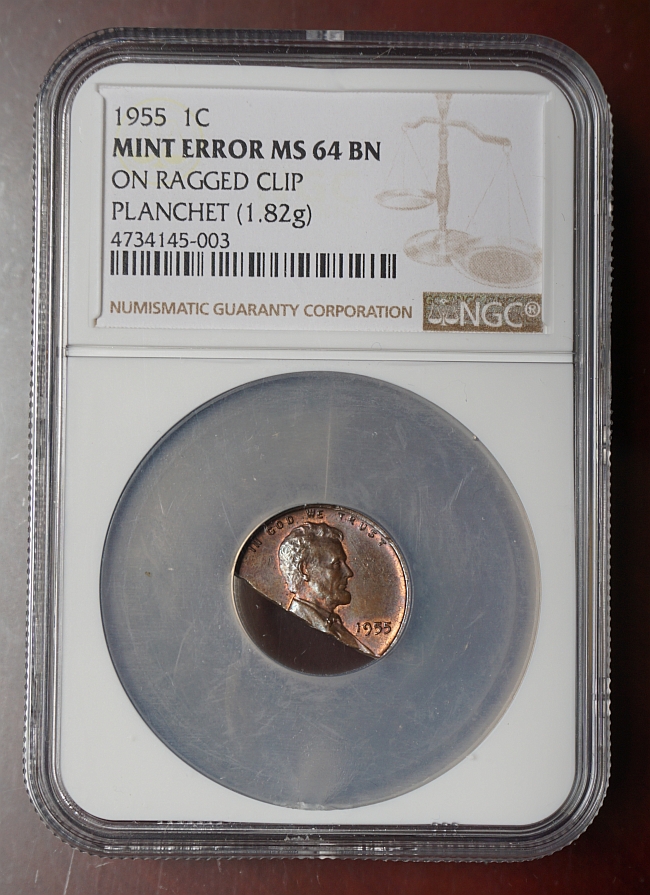 1955 1C
MINT ERROR MS 64 BN
ON RAGGED CLIP
PLANCHET (1.82g)
4734145-003
NUMISMATIC GUARANTY CORPORATION
NGC®
IN GOD WE TRUST
1955